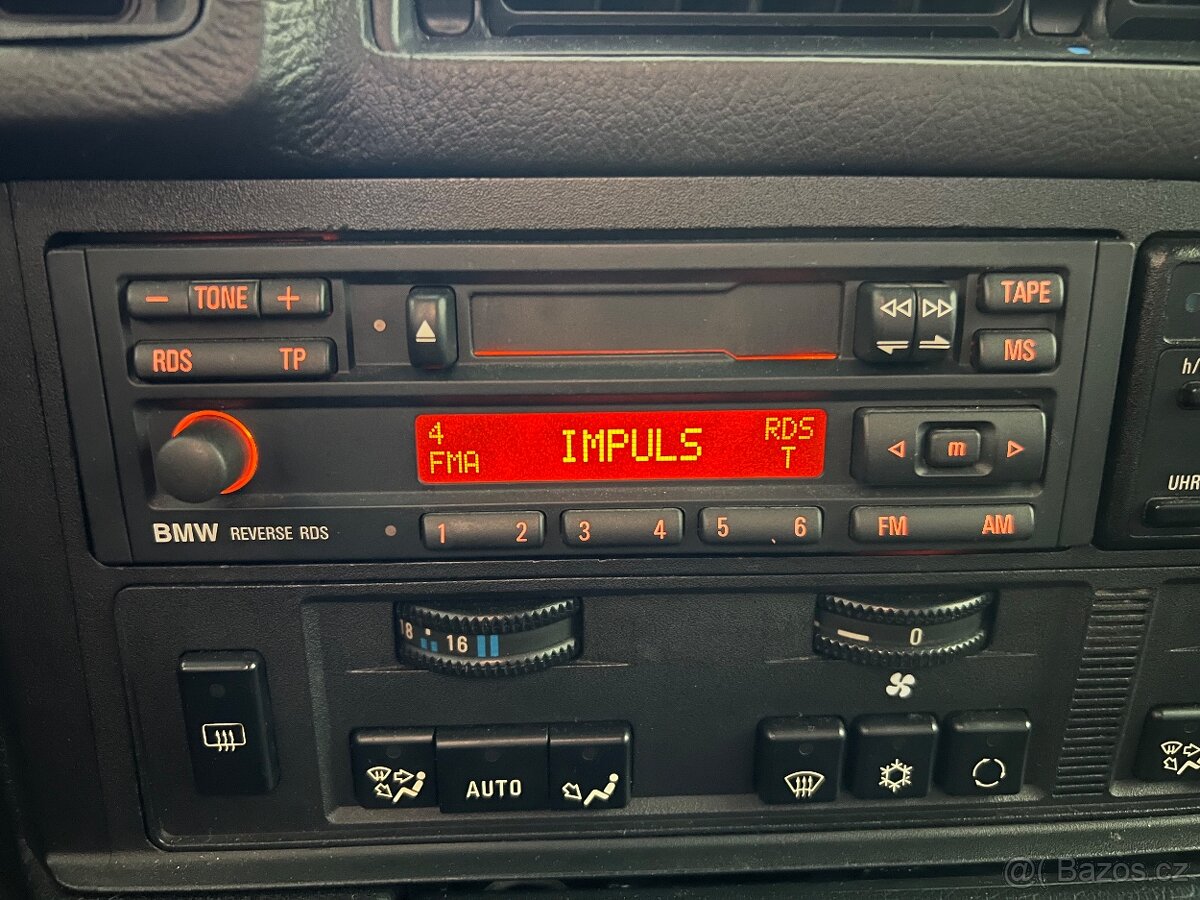 − TONE +
TAPE
RDS TP
MS
h/
4 RDS
IMPULS
FMA T
m
UHR
BMW REVERSE RDS
1 2 3 4 5 6 FM AM
18 16
0
AUTO
@( Bazos.cz